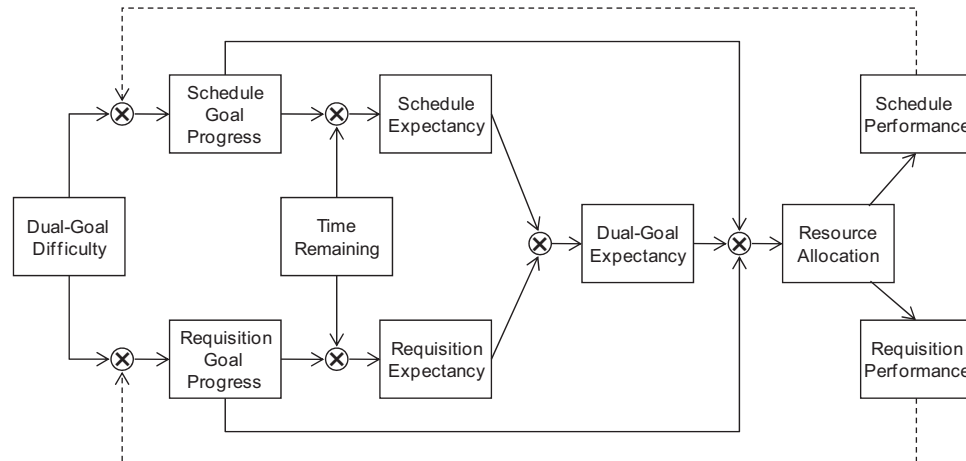 Schedule
Goal
Progress
Schedule
Expectancy
Schedule
Performance
Dual-Goal
Difficulty
Time
Remaining
Dual-Goal
Expectancy
Resource
Allocation
Requisition
Goal
Progress
Requisition
Expectancy
Requisition
Performance